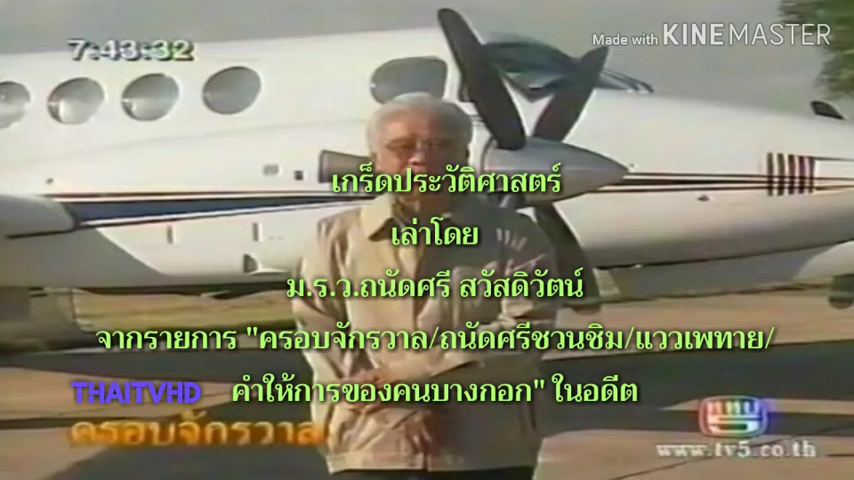 7:43:32
Made with KINEMASTER
เกร็ดประวัติศาสตร์
เล่าโดย
ม.ร.ว.ถนัดศรี สวัสดิวัตน์
จากรายการ "ครอบจักรวาล/ถนัดศรีชวนชิม/แววเพทาย/
THAITVHD คำให้การของคนบางกอก" ในอดีต
ครอบจักรวาล
ททบ 5
www.tv5.co.th